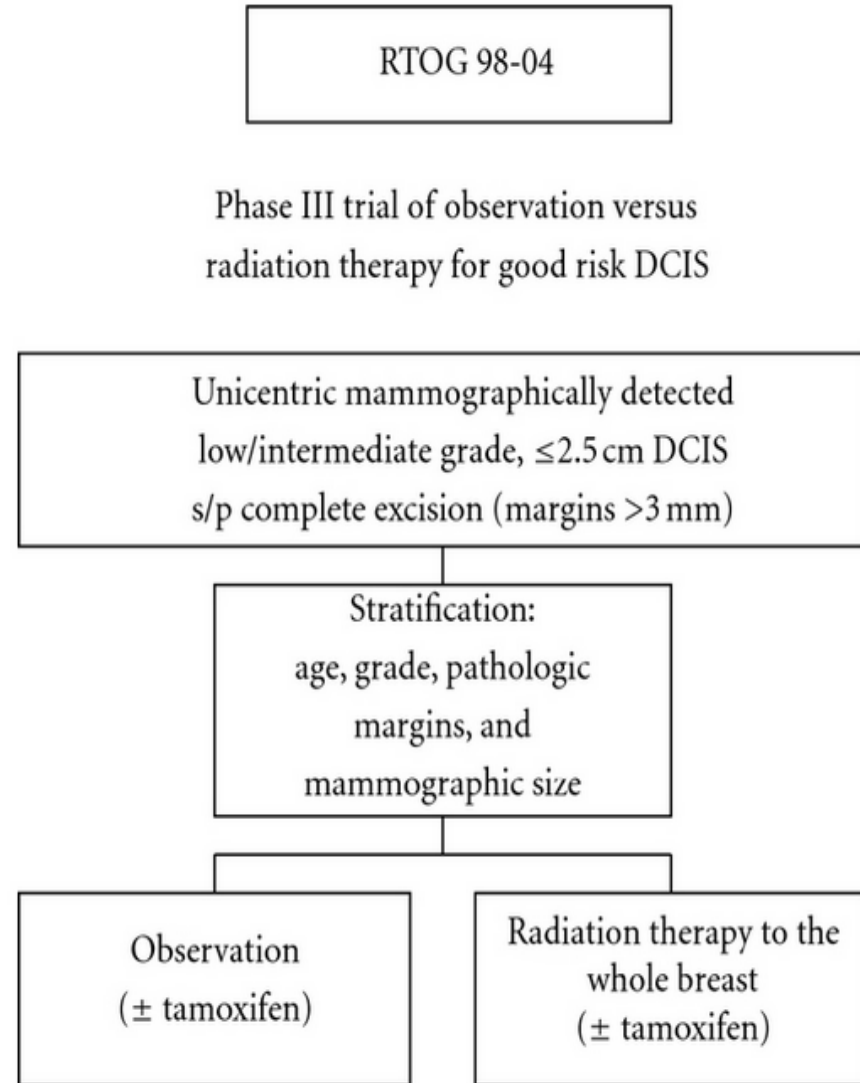 RTOG 98-04
Phase III trial of observation versus
radiation therapy for good risk DCIS
Unicentric mammographically detected
low/intermediate grade, ≤2.5 cm DCIS
s/p complete excision (margins >3 mm)
Stratification:
age, grade, pathologic
margins, and
mammographic size
Observation
(± tamoxifen)
Radiation therapy to the
whole breast
(± tamoxifen)